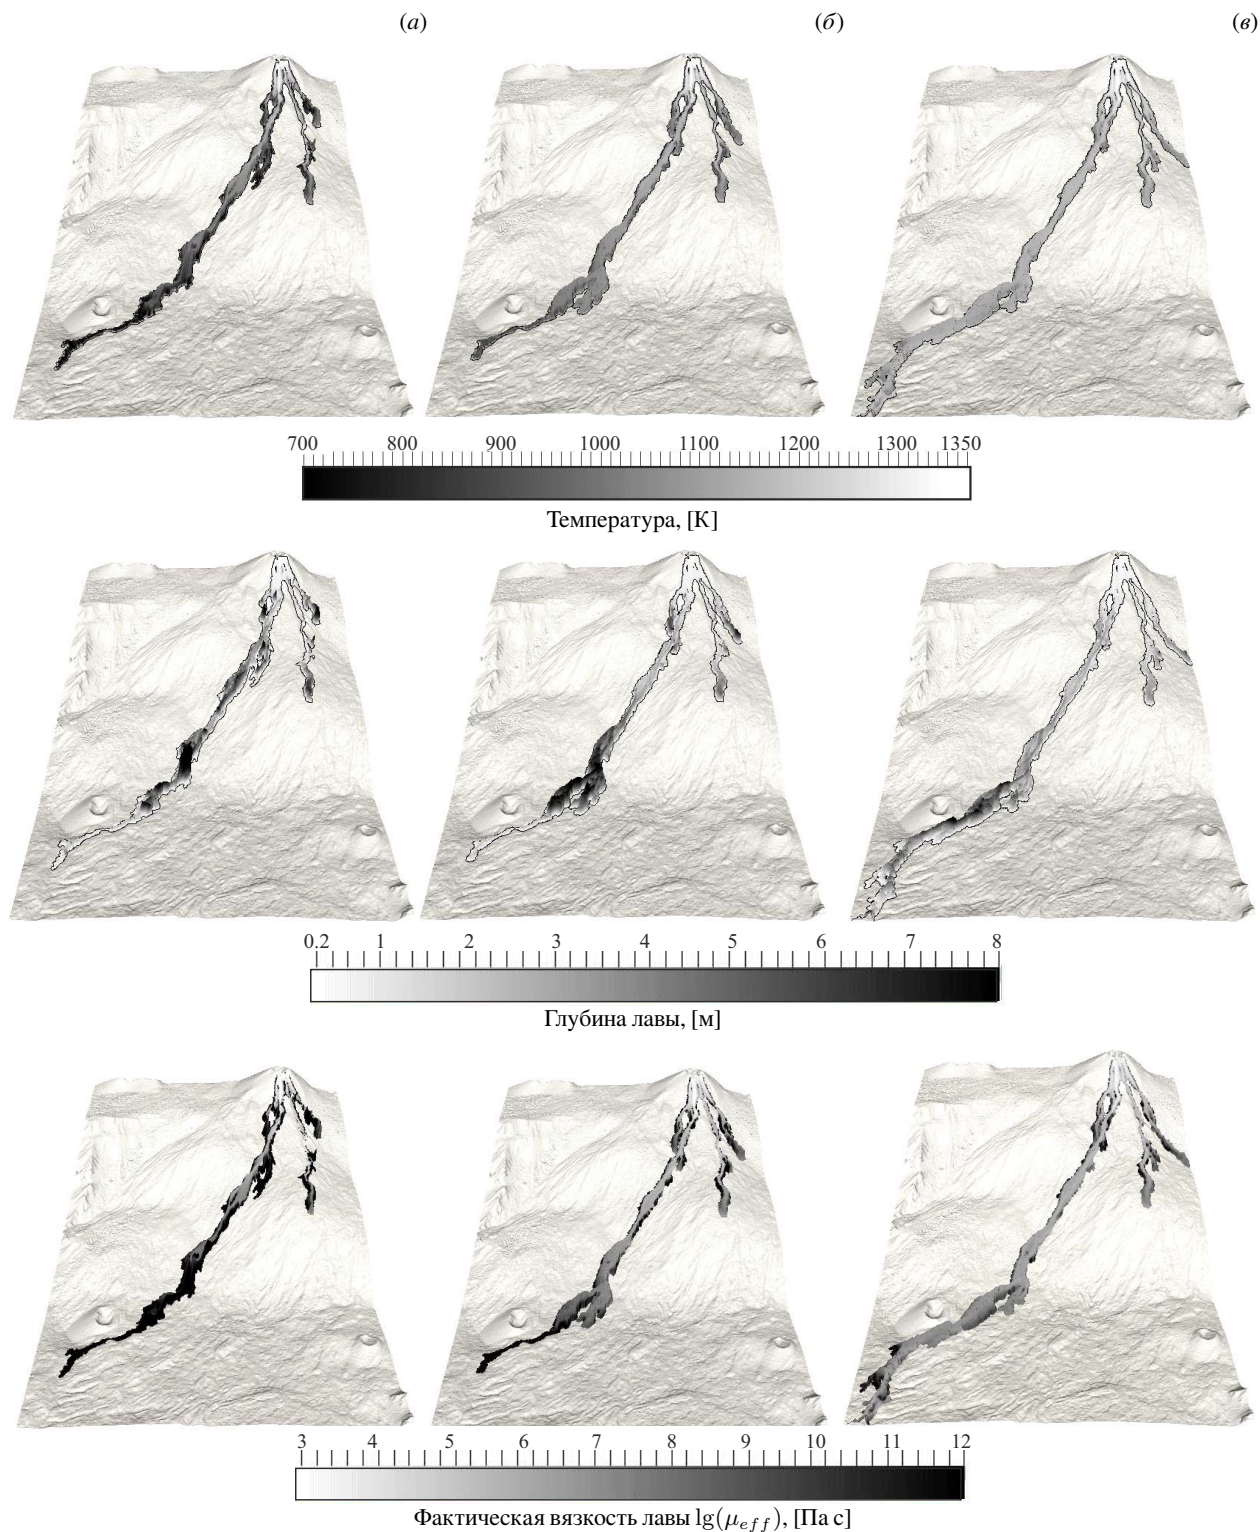 (а) (б) (в)
700 800 900 1000 1100 1200 1300 1350
Температура, [К]
0.2 1 2 3 4 5 6 7 8
Глубина лавы, [м]
3 4 5 6 7 8 9 10 11 12
Фактическая вязкость лавы lg(μ_eff), [Па с]